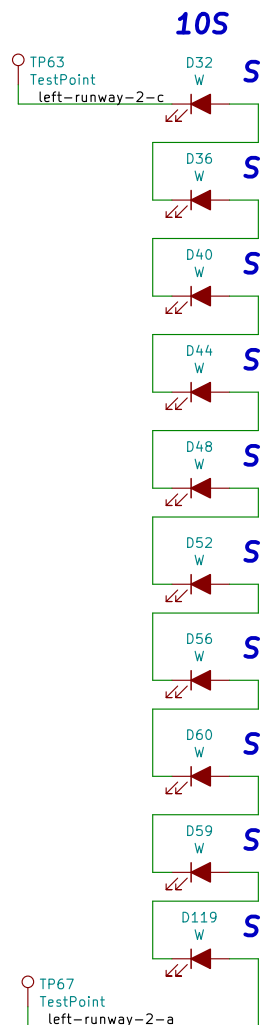 10S
TP63
TestPoint
left-runway-2-c
D32
W
S
D36
W
S
D40
W
S
D44
W
S
D48
W
S
D52
W
S
D56
W
S
D60
W
S
D59
W
S
D119
W
S
TP67
TestPoint
left-runway-2-a